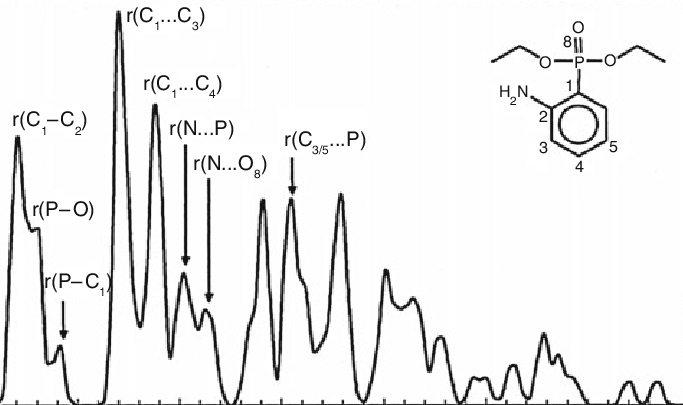 r(C₁...C₃)
r(C₁...C₄)
r(C₁–C₂)
r(N...P)
r(C₃/₅...P)
r(N...O₈)
r(P–O)
r(P–C₁)
O
8
O
P
O
1
H₂N
2
3
5
4